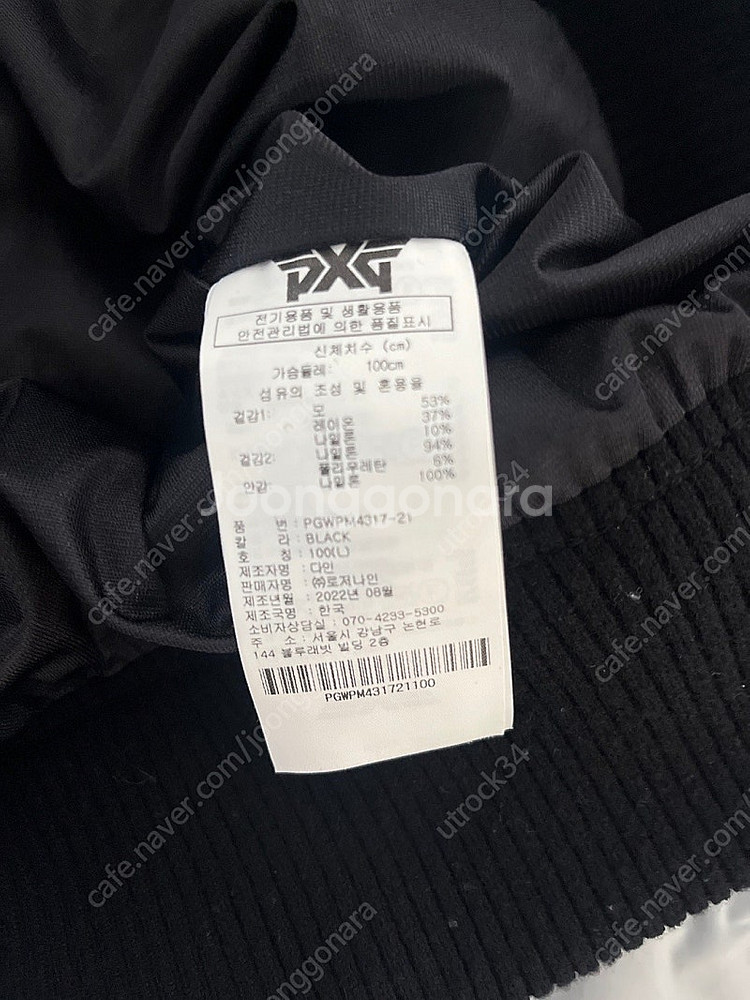 PXG
전기용품 및 생활용품
안전관리법에 의한 품질표시
신체치수 (cm)
가슴둘레: 100cm
섬유의 조성 및 혼용율
겉감1: 모 53%
레이온 37%
나일론 10%
겉감2: 나일론 94%
폴리우레탄 6%
안감: 나일론 100%
품 번 : PGWPM4317-21
칼 라 : BLACK
호 칭 : 100(L)
제조자명 : 다인
판매자명 : ㈜로저나인
제조년월 : 2022년 08월
제조국명 : 한국
소비자상담실 : 070-4233-5300
주 소 : 서울시 강남구 논현로
144 블루래빗 빌딩 2층
PGWPM431721100
joonggonara
cafe.naver.com/joonggonara
utrock34